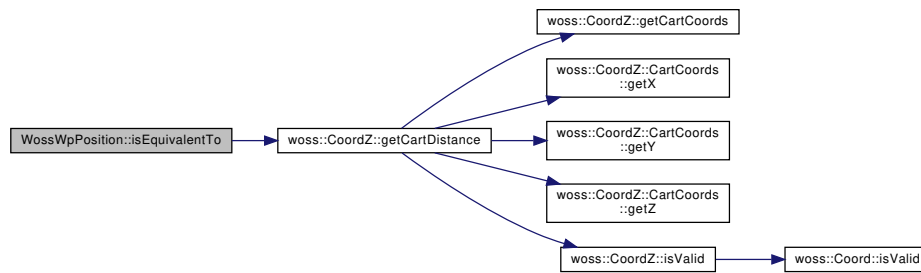 woss::CoordZ::getCartCoords
woss::CoordZ::CartCoords
::getX
WossWpPosition::isEquivalentTo
woss::CoordZ::getCartDistance
woss::CoordZ::CartCoords
::getY
woss::CoordZ::CartCoords
::getZ
woss::CoordZ::isValid
woss::Coord::isValid